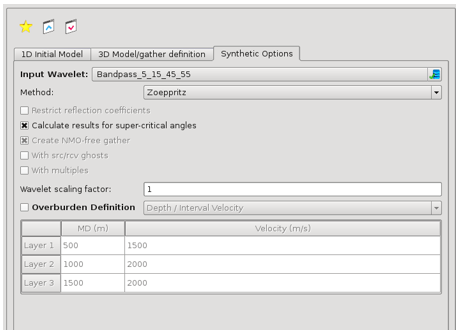 1D Initial Model 3D Model/gather definition Synthetic Options
Input Wavelet: Bandpass_5_15_45_55
Method: Zoeppritz
Restrict reflection coefficients
Calculate results for super-critical angles
Create NMO-free gather
With src/rcv ghosts
With multiples
Wavelet scaling factor: 1
Overburden Definition Depth / Interval Velocity
MD (m) Velocity (m/s)
Layer 1 500 1500
Layer 2 1000 2000
Layer 3 1500 2000